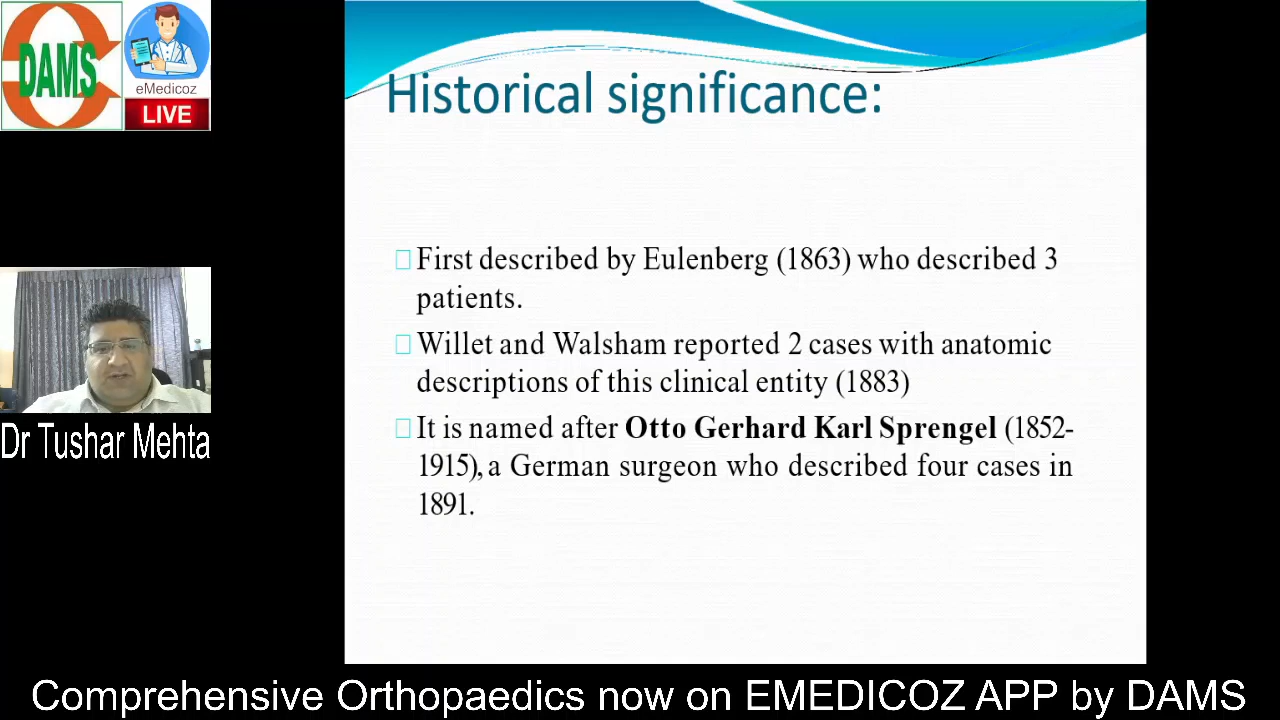 DAMS
eMedicoz
LIVE
Historical significance:
First described by Eulenberg (1863) who described 3
patients.
Willet and Walsham reported 2 cases with anatomic
descriptions of this clinical entity (1883)
It is named after Otto Gerhard Karl Sprengel (1852-
1915), a German surgeon who described four cases in
1891.
Dr Tushar Mehta
Comprehensive Orthopaedics now on EMEDICOZ APP by DAMS